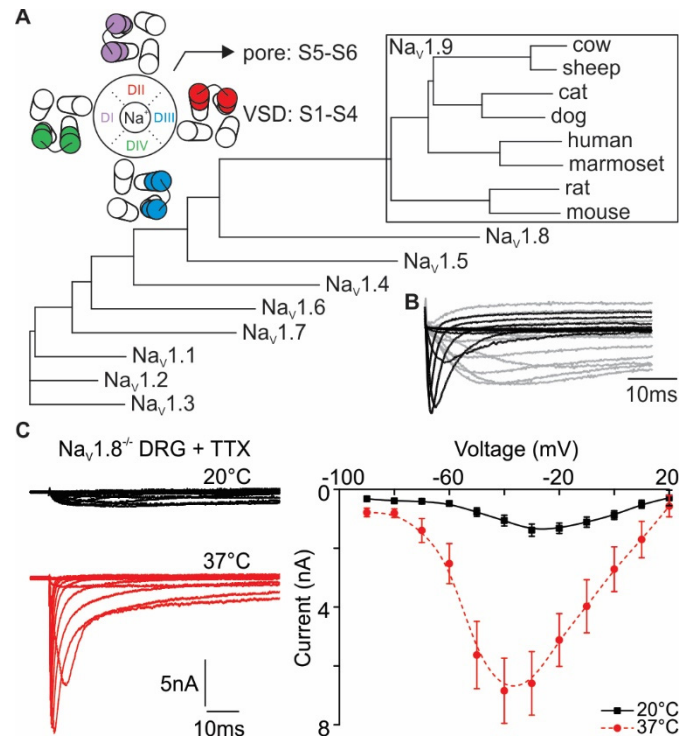 A
pore: S5-S6
VSD: S1-S4
DII
DI
Na⁺
DIII
DIV
Naᵥ1.9
cow
sheep
cat
dog
human
marmoset
rat
mouse
Naᵥ1.8
Naᵥ1.5
Naᵥ1.4
Naᵥ1.6
Naᵥ1.7
Naᵥ1.1
Naᵥ1.2
Naᵥ1.3
B
10ms
C
Naᵥ1.8⁻/⁻ DRG + TTX
20°C
37°C
5nA
10ms
Voltage (mV)
-100 -60 -20 20
0
4
8
Current (nA)
20°C
37°C